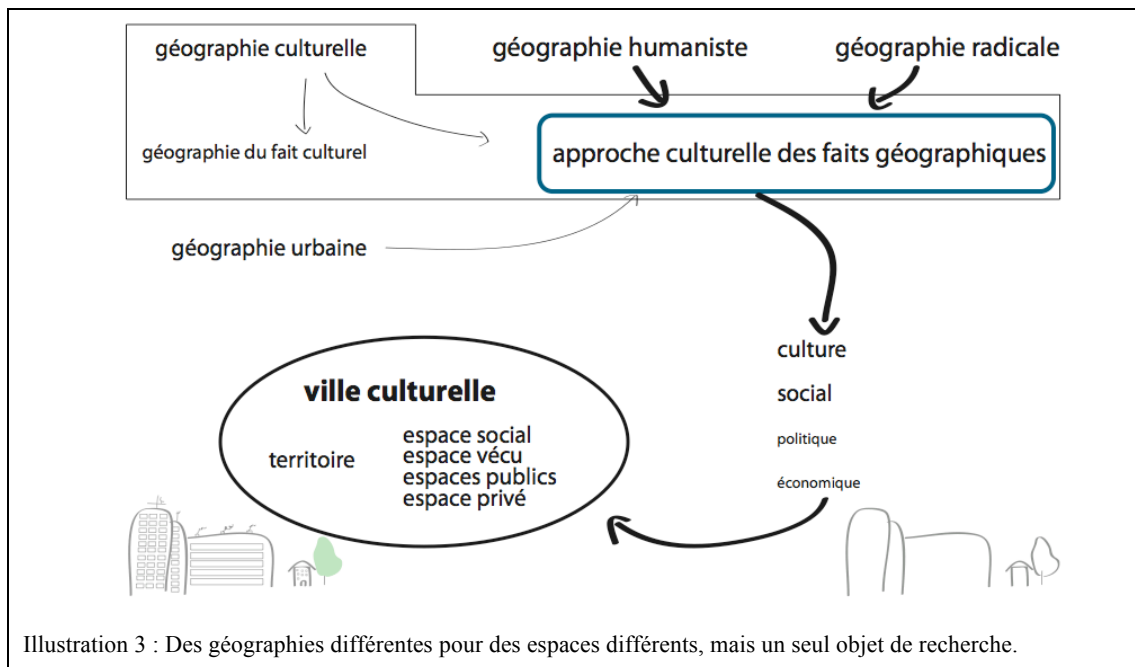 géographie culturelle
géographie humaniste
géographie radicale
géographie du fait culturel
approche culturelle des faits géographiques
géographie urbaine
culture
social
politique
économique
ville culturelle
territoire
espace social
espace vécu
espaces publics
espace privé
Illustration 3 : Des géographies différentes pour des espaces différents, mais un seul objet de recherche.